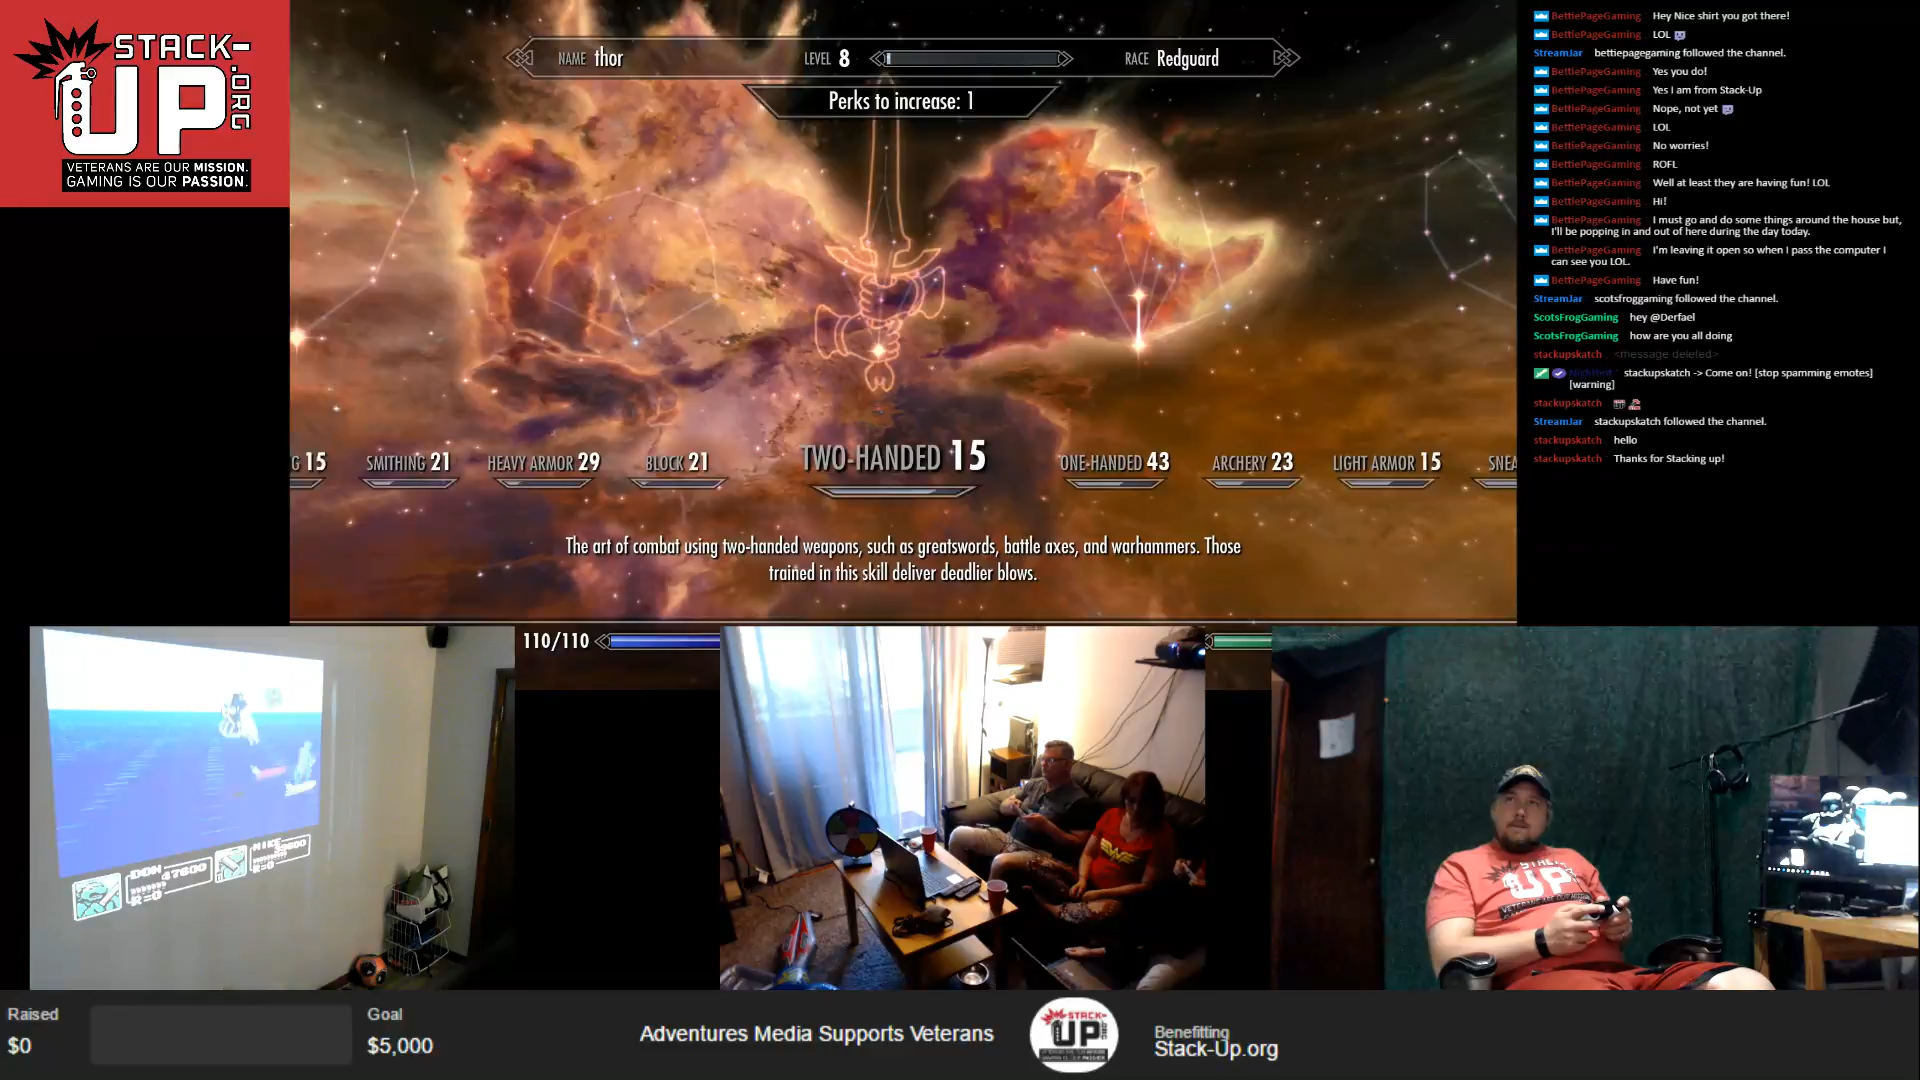 STACK-
UP
.ORG
VETERANS ARE OUR MISSION.
GAMING IS OUR PASSION.
NAME thor
LEVEL 8
RACE Redguard
Perks to increase: 1
G 15
SMITHING 21
HEAVY ARMOR 29
BLOCK 21
TWO-HANDED 15
ONE-HANDED 43
ARCHERY 23
LIGHT ARMOR 15
SNEA
The art of combat using two-handed weapons, such as greatswords, battle axes, and warhammers. Those
trained in this skill deliver deadlier blows.
110/110
BettiePageGaming Hey Nice shirt you got there!
BettiePageGaming LOL
StreamJar bettiepagegaming followed the channel.
BettiePageGaming Yes you do!
BettiePageGaming Yes I am from Stack-Up
BettiePageGaming Nope, not yet
BettiePageGaming LOL
BettiePageGaming No worries!
BettiePageGaming ROFL
BettiePageGaming Well at least they are having fun! LOL
BettiePageGaming Hi!
BettiePageGaming I must go and do some things around the house but,
I'll be popping in and out of here during the day today.
BettiePageGaming I'm leaving it open so when I pass the computer I
can see you LOL.
BettiePageGaming Have fun!
StreamJar scotsfroggaming followed the channel.
ScotsFrogGaming hey @Derfael
ScotsFrogGaming how are you all doing
stackupskatch <message deleted>
Nightbot stackupskatch -> Come on! [stop spamming emotes]
[warning]
stackupskatch
StreamJar stackupskatch followed the channel.
stackupskatch hello
stackupskatch Thanks for Stacking up!
DON 47600
R=0
MIKE
R=0
STACK
UP
Raised
$0
Goal
$5,000
Adventures Media Supports Veterans
STACK-
UP
Benefitting
Stack-Up.org